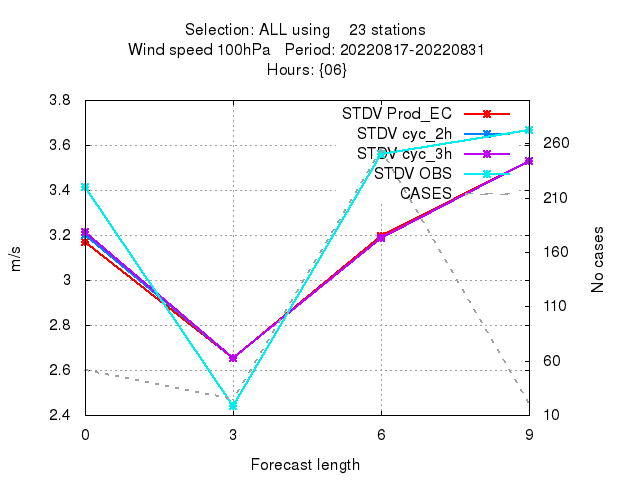 Selection: ALL using    23 stations
Wind speed 100hPa   Period: 20220817-20220831
Hours: {06}
3.8
3.6
3.4
3.2
3
2.8
2.6
2.4
m/s
STDV Prod_EC
STDV cyc_2h
STDV cyc_3h
STDV OBS
CASES
260
210
160
110
60
10
No cases
0 3 6 9
Forecast length